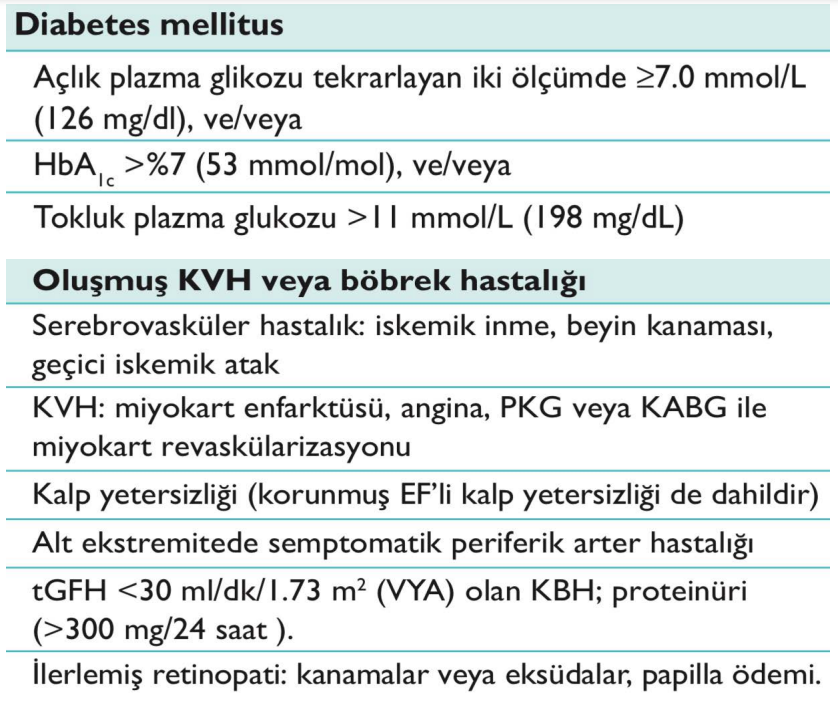 Diabetes mellitus
Açlık plazma glikozu tekrarlayan iki ölçümde ≥7.0 mmol/L
(126 mg/dl), ve/veya
HbA1c >%7 (53 mmol/mol), ve/veya
Tokluk plazma glukozu >11 mmol/L (198 mg/dL)
Oluşmuş KVH veya böbrek hastalığı
Serebrovasküler hastalık: iskemik inme, beyin kanaması,
geçici iskemik atak
KVH: miyokart enfarktüsü, angina, PKG veya KABG ile
miyokart revaskülarizasyonu
Kalp yetersizliği (korunmuş EF’li kalp yetersizliği de dahildir)
Alt ekstremitede semptomatik periferik arter hastalığı
tGFH <30 ml/dk/1.73 m² (VYA) olan KBH; proteinüri
(>300 mg/24 saat ).
İlerlemiş retinopati: kanamalar veya eksüdalar, papilla ödemi.